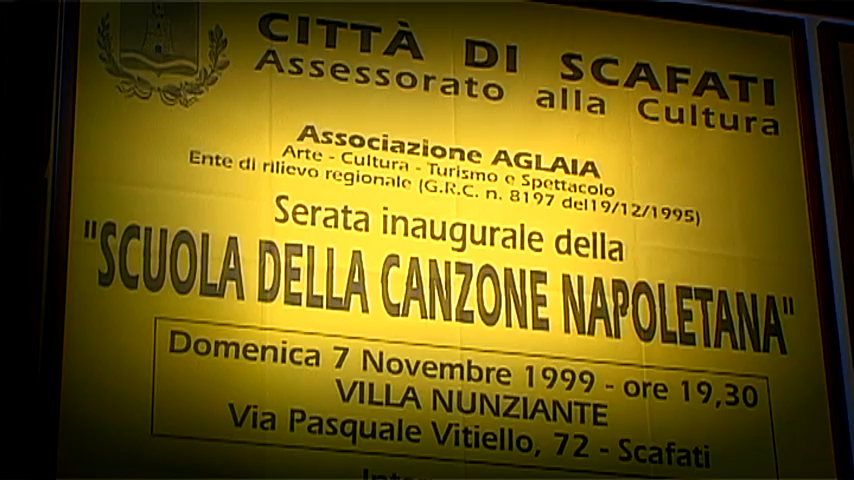 CITTÀ DI SCAFATI
Assessorato alla Cultura
Associazione AGLAIA
Arte - Cultura - Turismo e Spettacolo
Ente di rilievo regionale (G.R.C. n. 8197 del19/12/1995)
Serata inaugurale della
"SCUOLA DELLA CANZONE NAPOLETANA"
Domenica 7 Novembre 1999 - ore 19,30
VILLA NUNZIANTE
Via Pasquale Vitiello, 72 - Scafati